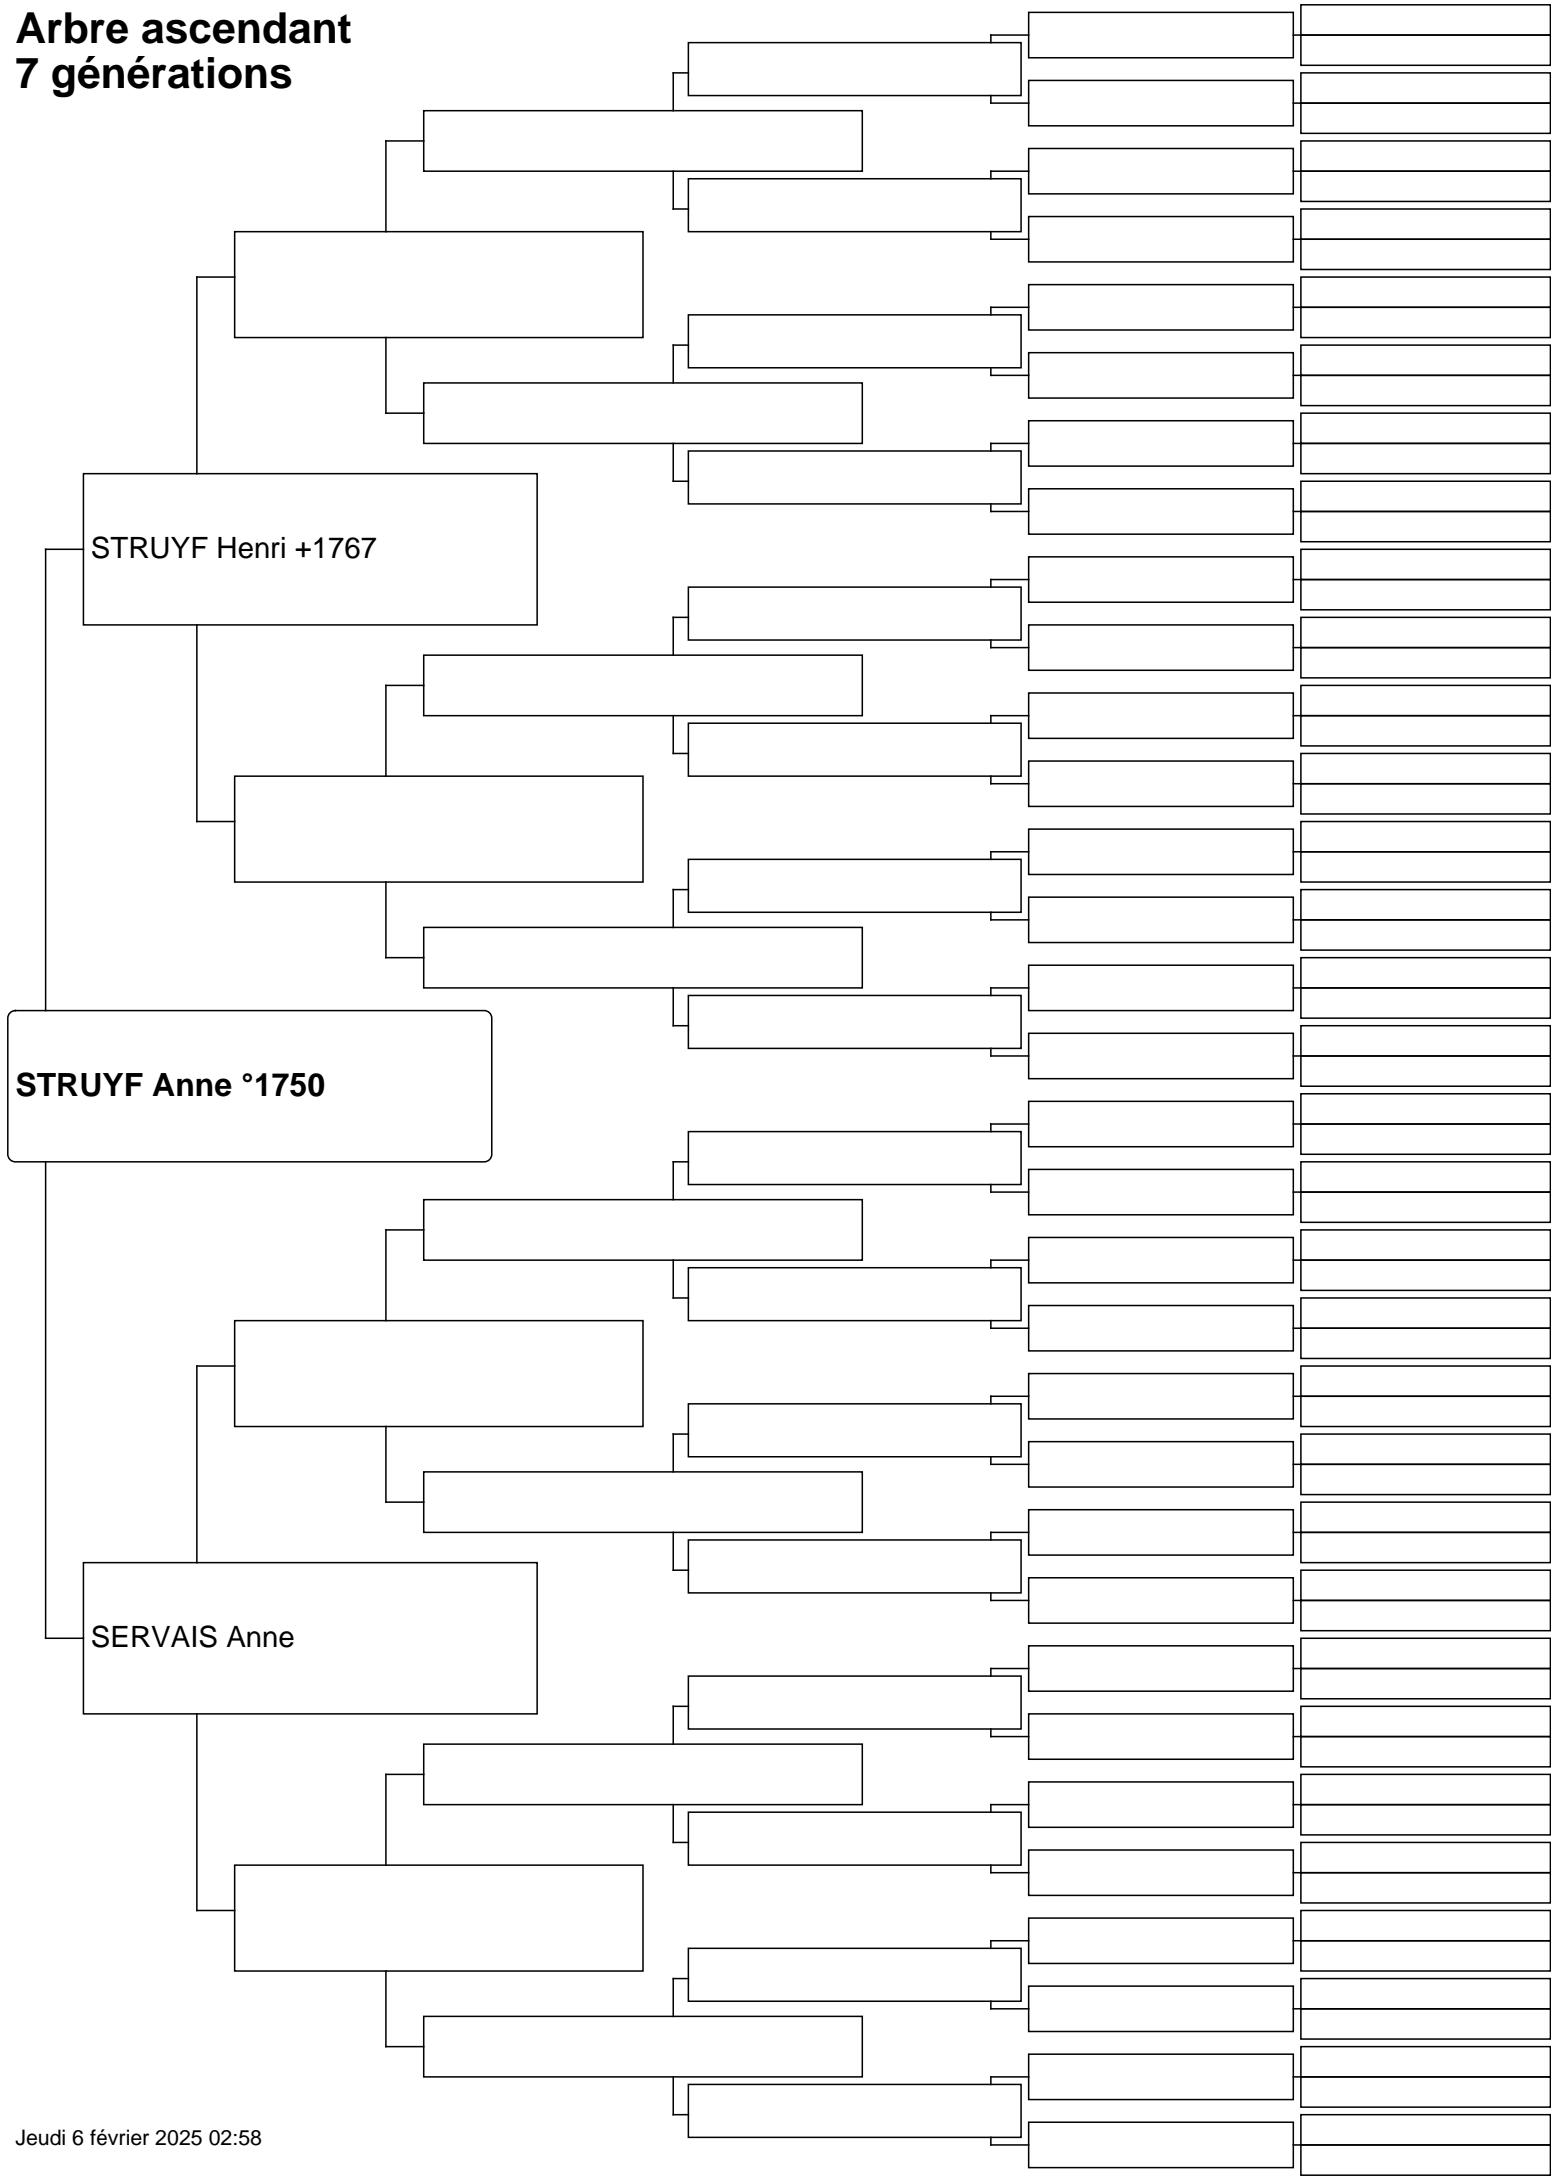 Arbre ascendant
7 générations
STRUYF Henri +1767
STRUYF Anne °1750
SERVAIS Anne
Jeudi 6 février 2025 02:58